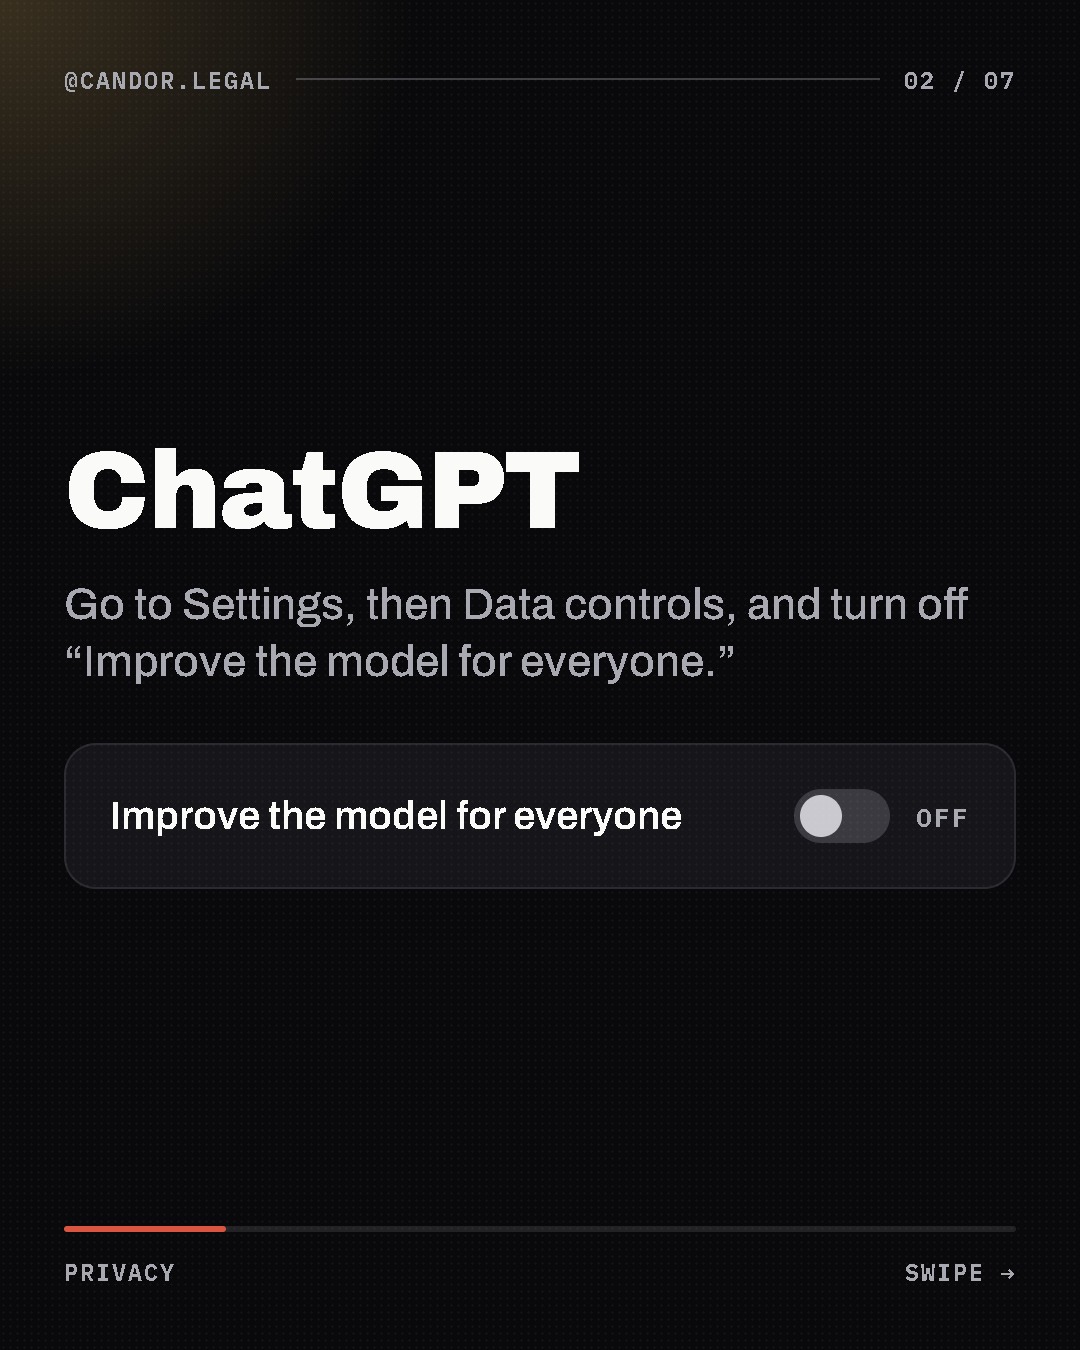 @CANDOR.LEGAL
02 / 07
ChatGPT
Go to Settings, then Data controls, and turn off
“Improve the model for everyone.”
Improve the model for everyone
OFF
PRIVACY
SWIPE →